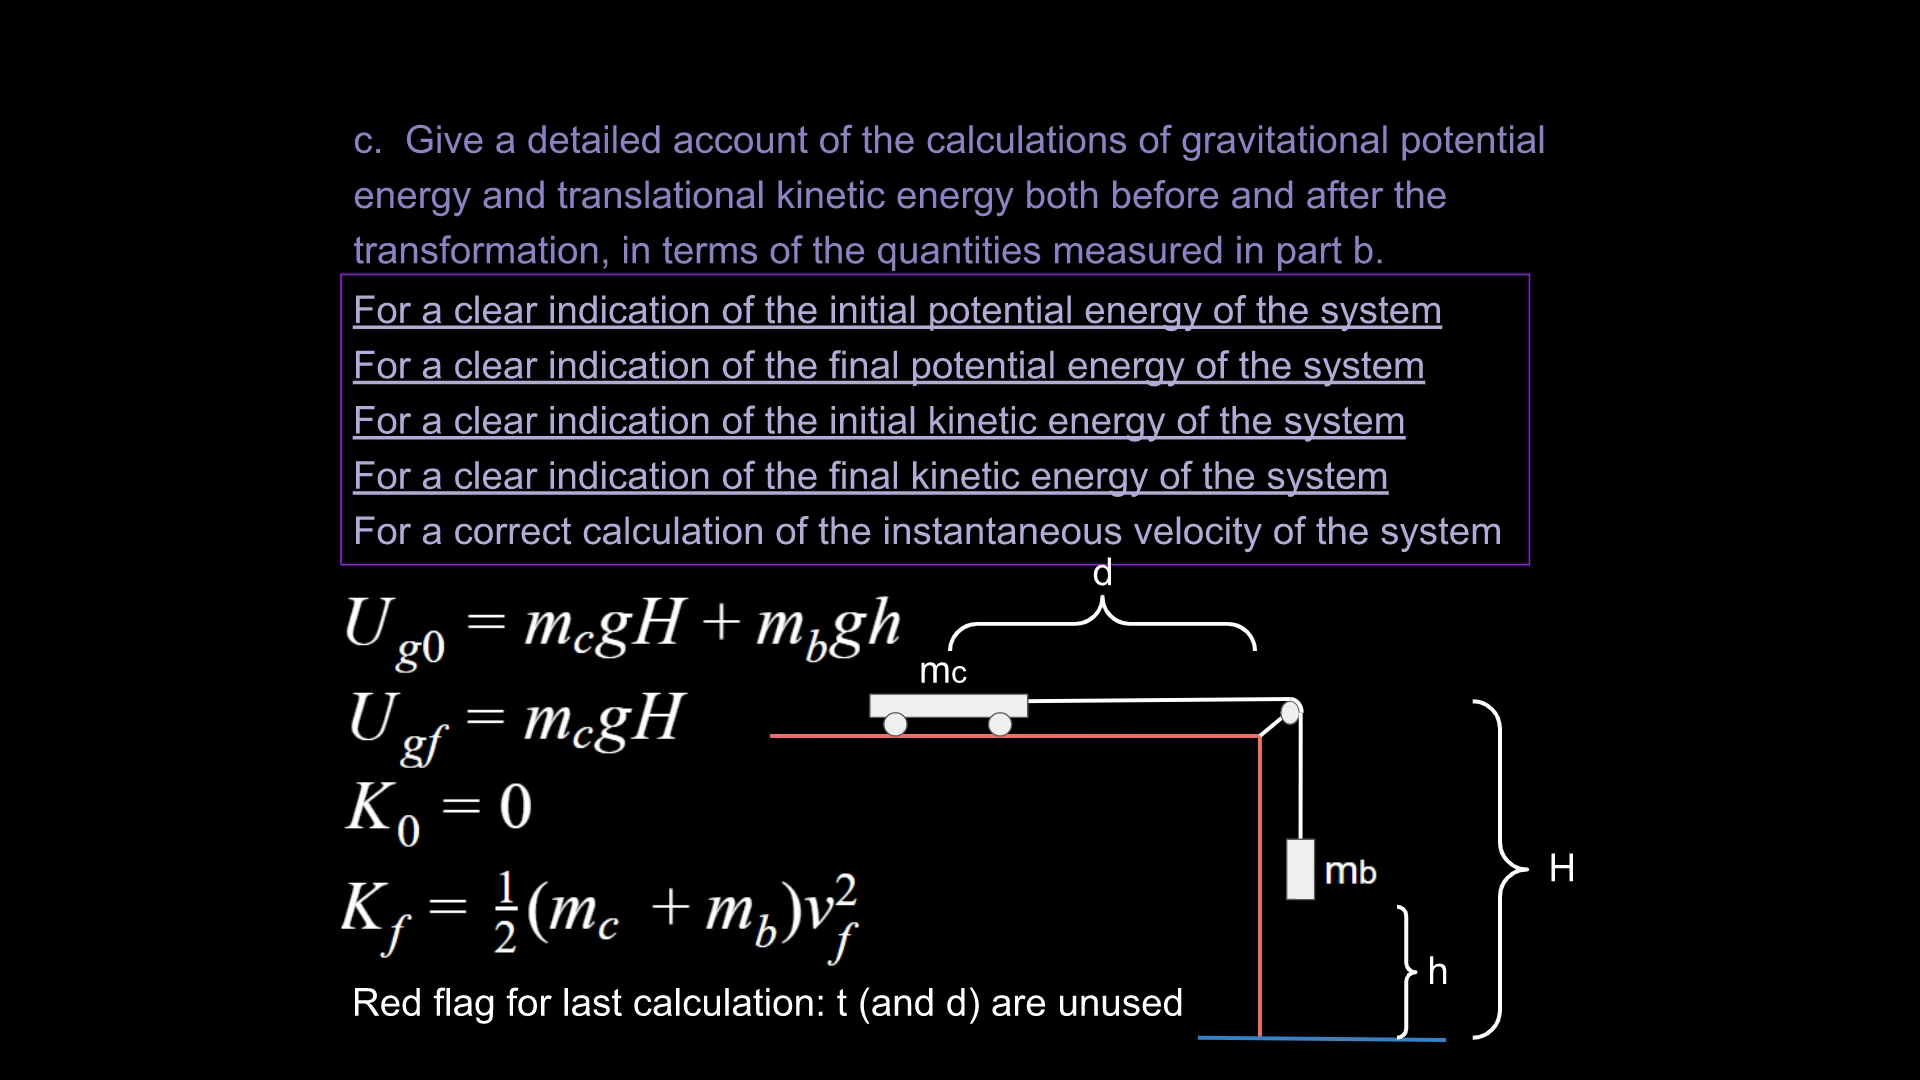 c. Give a detailed account of the calculations of gravitational potential
energy and translational kinetic energy both before and after the
transformation, in terms of the quantities measured in part b.
For a clear indication of the initial potential energy of the system
For a clear indication of the final potential energy of the system
For a clear indication of the initial kinetic energy of the system
For a clear indication of the final kinetic energy of the system
For a correct calculation of the instantaneous velocity of the system
d
U_{g0} = m_c gH + m_b gh
mc
U_{gf} = m_c gH
K_0 = 0
mb
H
K_f = \frac{1}{2}(m_c + m_b)v_f^2
h
Red flag for last calculation: t (and d) are unused